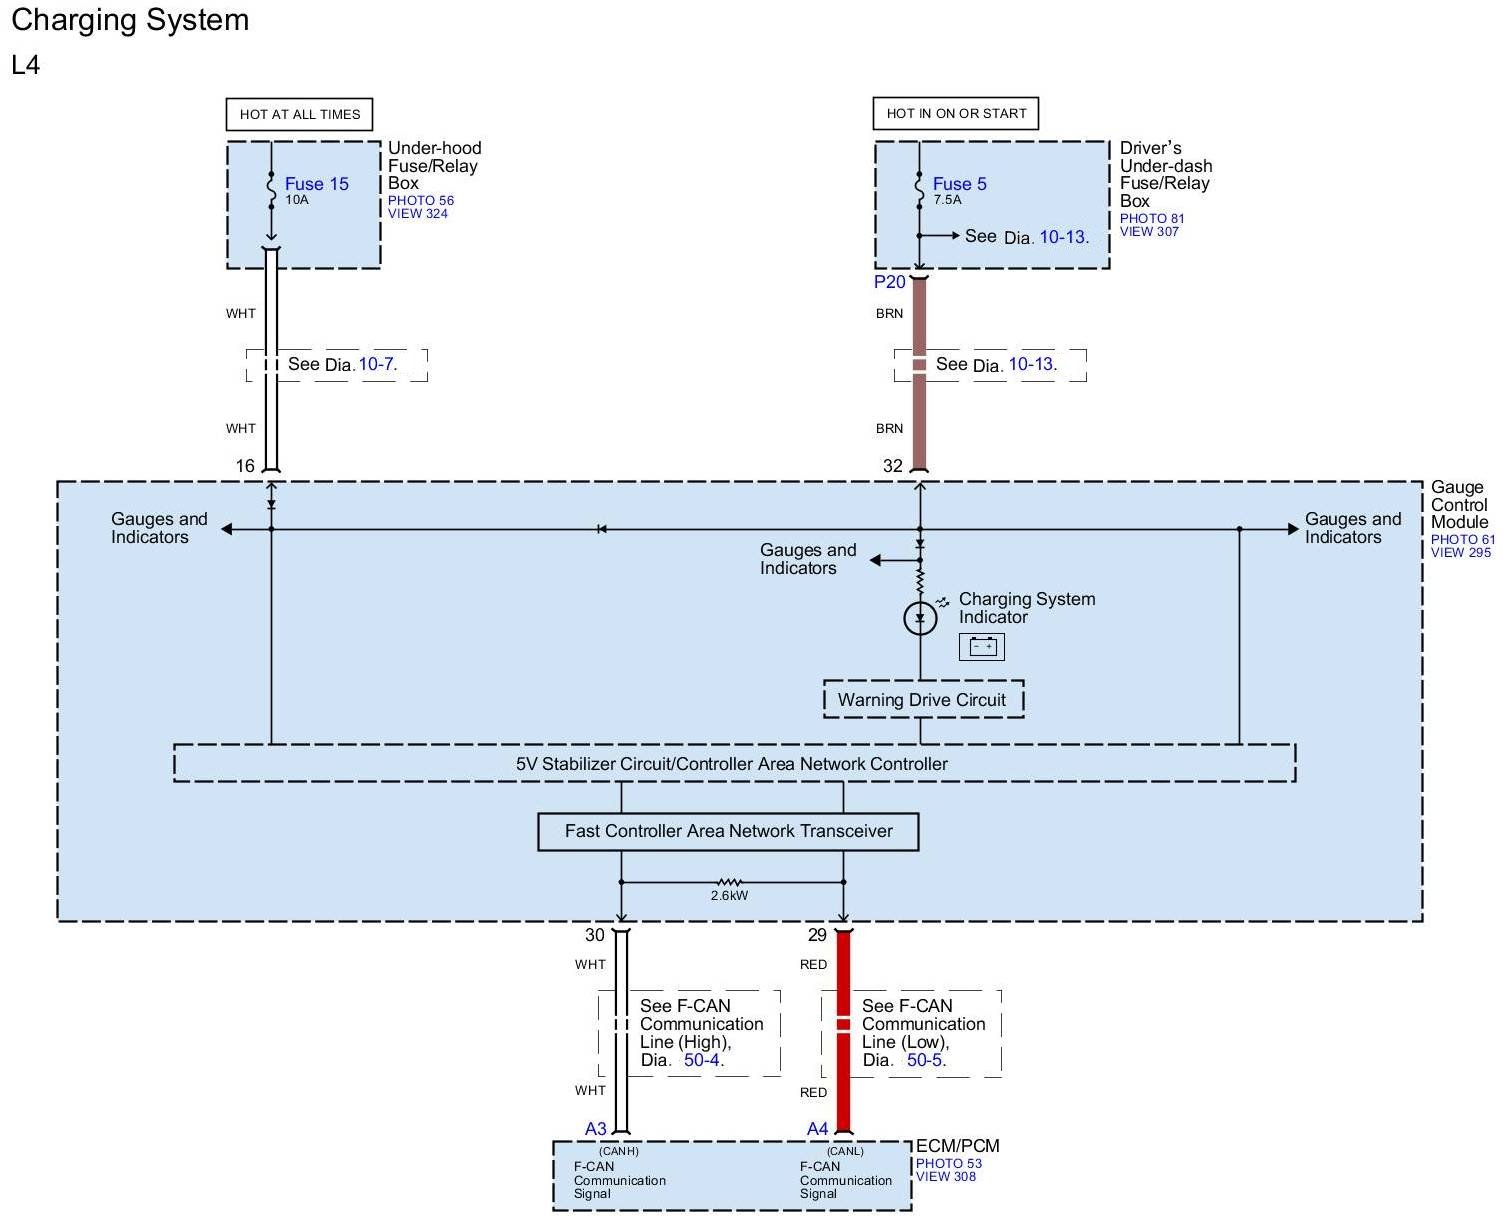 Charging System
L4
HOT AT ALL TIMES
HOT IN ON OR START
Under-hood
Fuse/Relay
Box
PHOTO 56
VIEW 324
Fuse 15
10A
Driver's
Under-dash
Fuse/Relay
Box
PHOTO 81
VIEW 307
Fuse 5
7.5A
See Dia. 10-13.
P20
WHT
BRN
See Dia. 10-7.
See Dia. 10-13.
WHT
BRN
16
32
Gauge
Control
Module
PHOTO 61
VIEW 295
Gauges and
Indicators
Gauges and
Indicators
Gauges and
Indicators
Charging System
Indicator
- +
Warning Drive Circuit
5V Stabilizer Circuit/Controller Area Network Controller
Fast Controller Area Network Transceiver
2.6kW
30
29
WHT
RED
See F-CAN
Communication
Line (High),
Dia. 50-4.
See F-CAN
Communication
Line (Low),
Dia. 50-5.
WHT
RED
A3
A4
ECM/PCM
PHOTO 53
VIEW 308
(CANH)
F-CAN
Communication
Signal
(CANL)
F-CAN
Communication
Signal